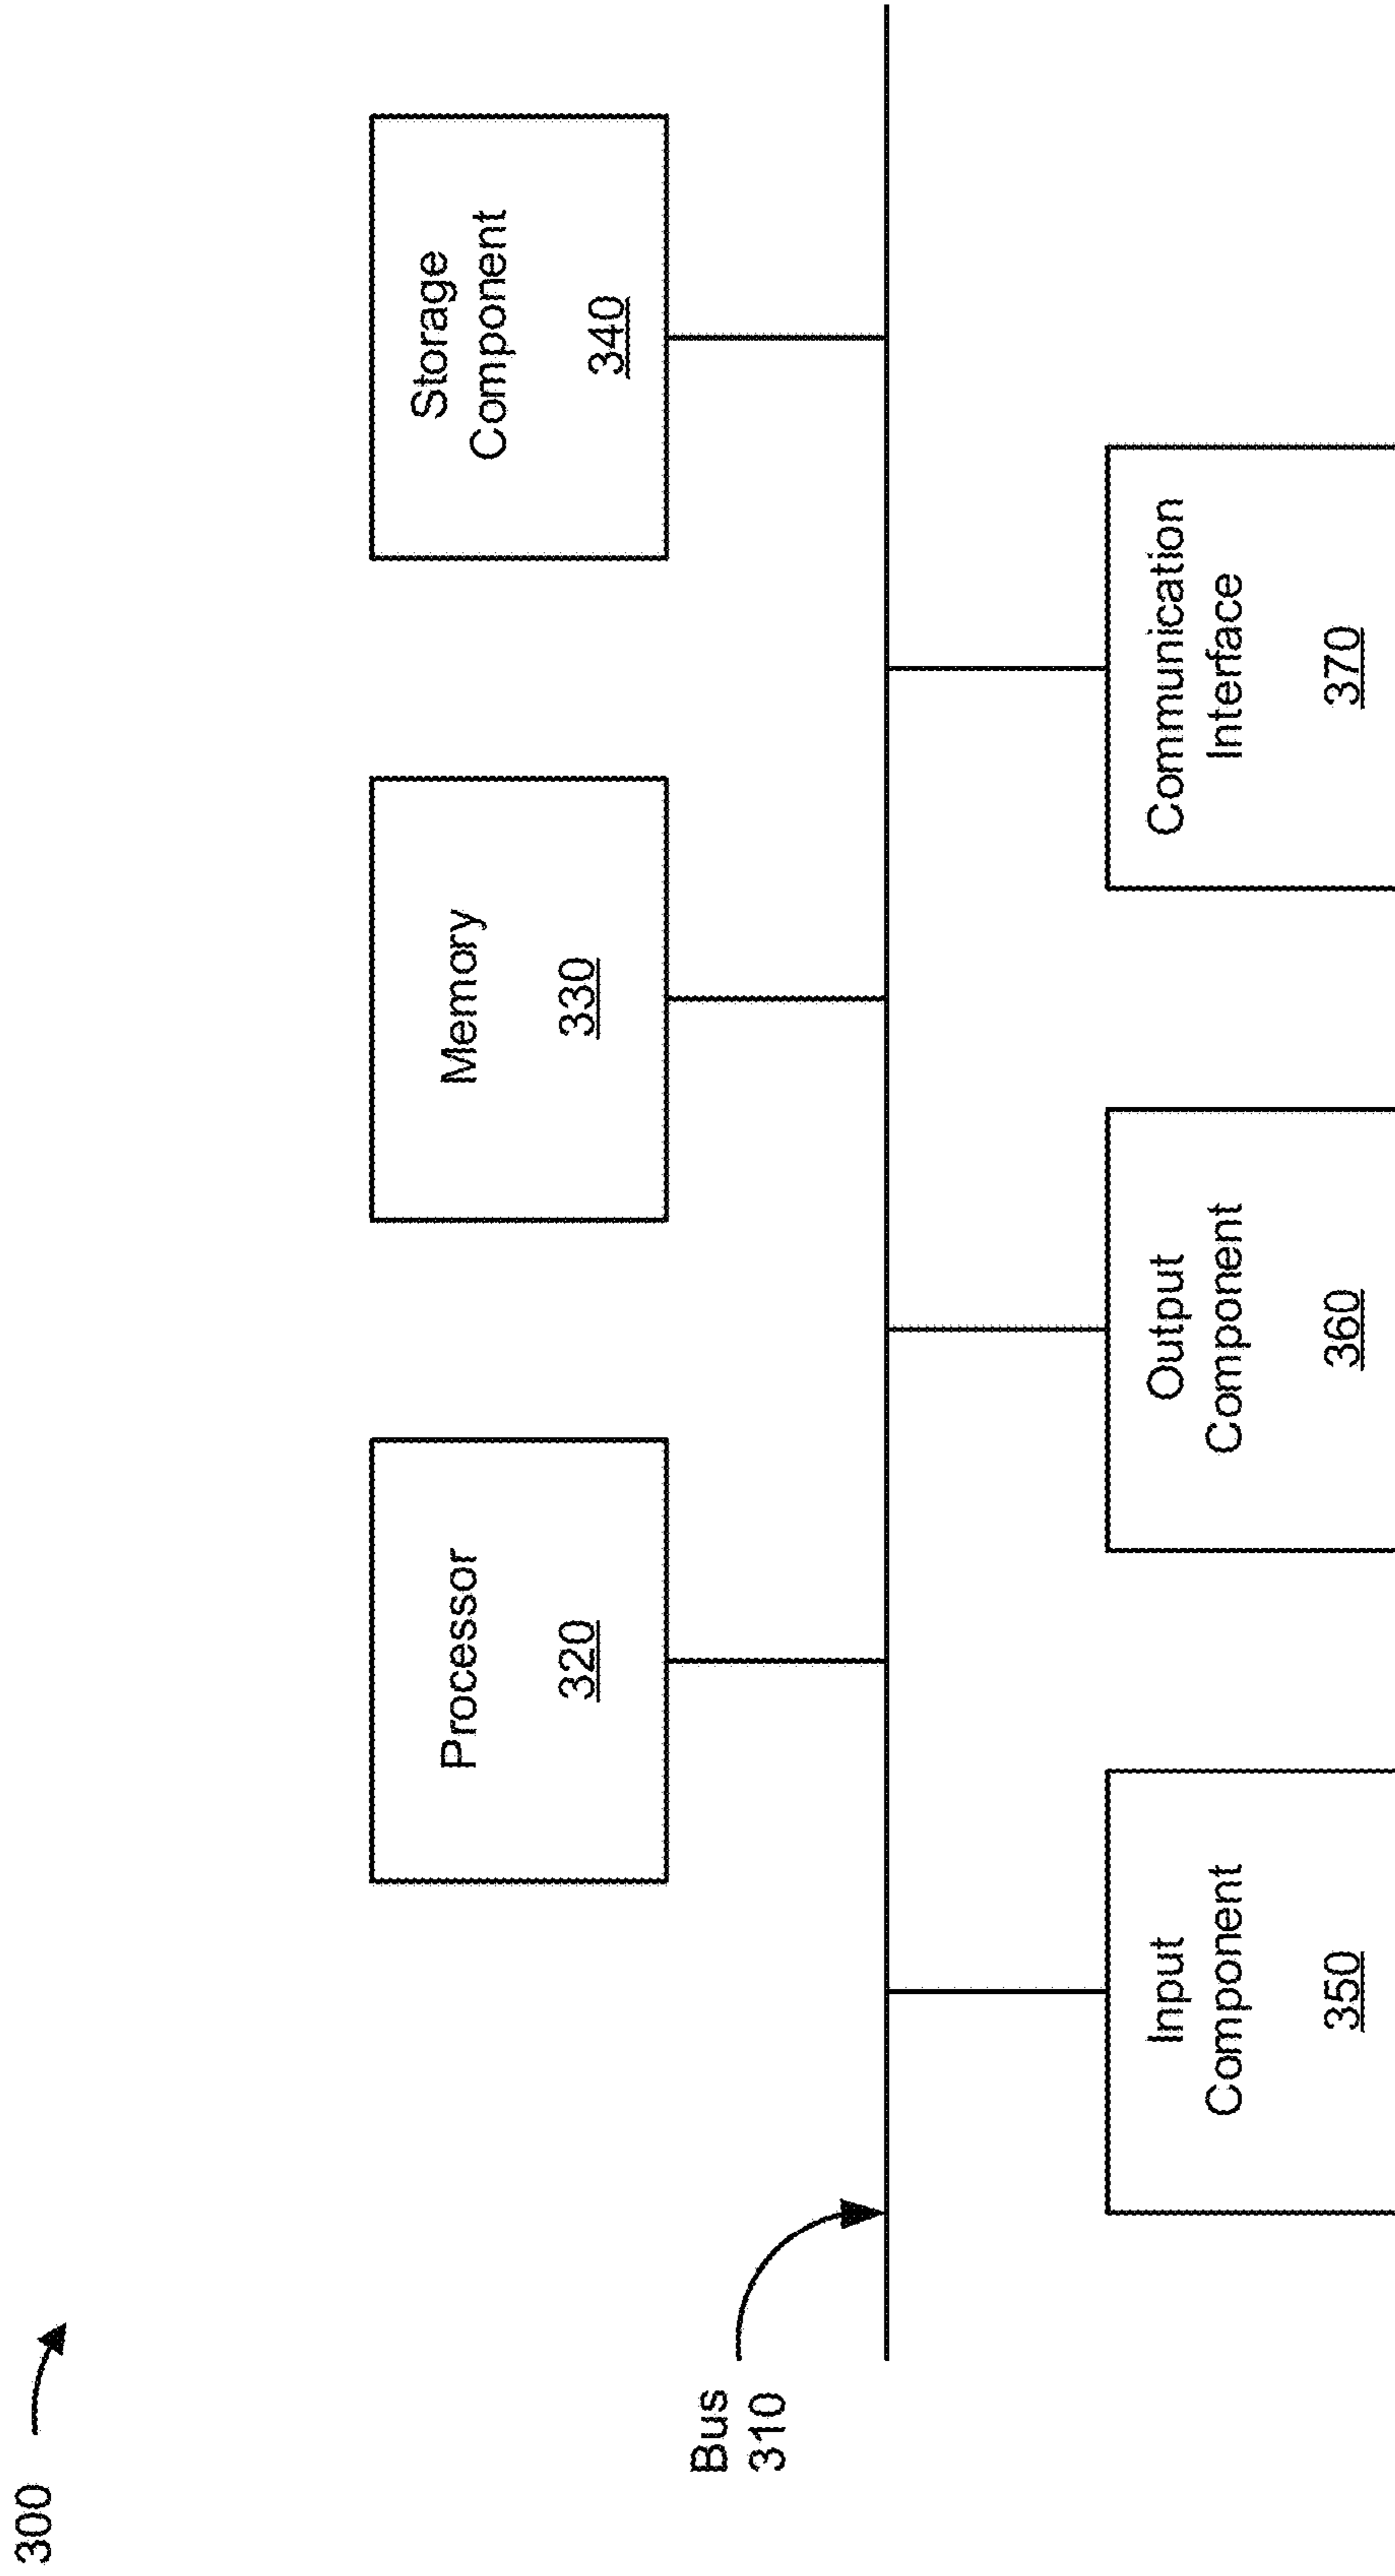 300
Processor
320
Memory
330
Storage
Component
340
Bus
310
Input
Component
350
Output
Component
360
Communication
Interface
370